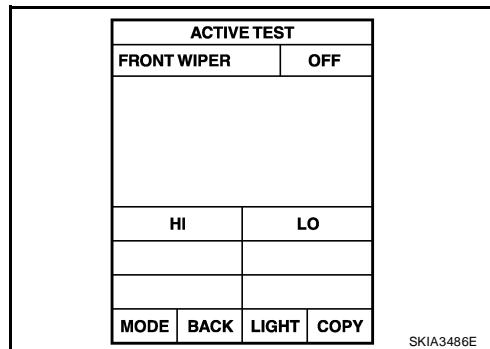 ACTIVE TEST
FRONT WIPER OFF
HI LO
MODE BACK LIGHT COPY
SKIA3486E